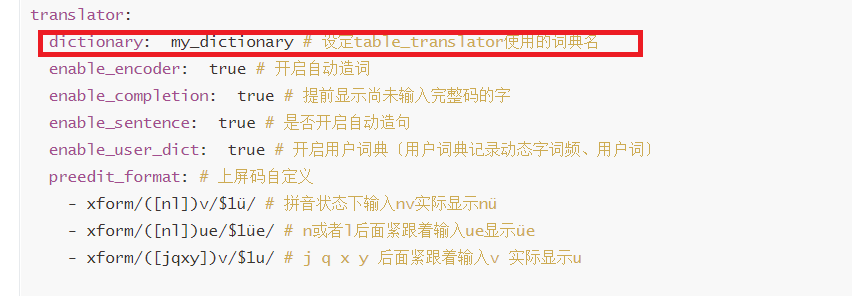 translator:
dictionary:  my_dictionary # 设定table_translator使用的词典名
enable_encoder:  true # 开启自动造词
enable_completion:  true # 提前显示尚未输入完整码的字
enable_sentence:  true # 是否开启自动造句
enable_user_dict:  true # 开启用户词典〔用户词典记录动态字词频、用户词〕
preedit_format: # 上屏码自定义
- xform/([nl])v/$1ü/ # 拼音状态下输入nv实际显示nü
- xform/([nl])ue/$1üe/ # n或者l后面紧跟着输入ue显示üe
- xform/([jqxy])v/$1u/ # j q x y 后面紧跟着输入v 实际显示u